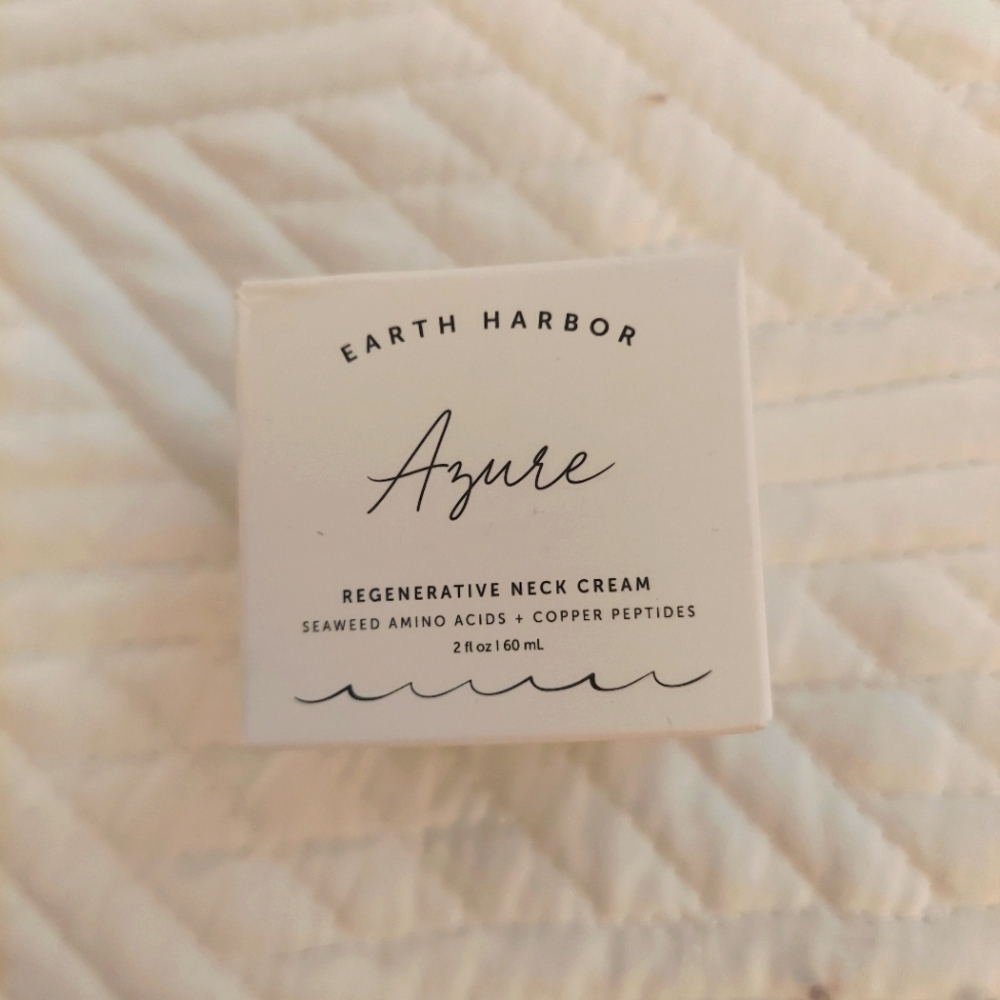 EARTH HARBOR
Azure
REGENERATIVE NECK CREAM
SEAWEED AMINO ACIDS + COPPER PEPTIDES
2 fl oz | 60 mL